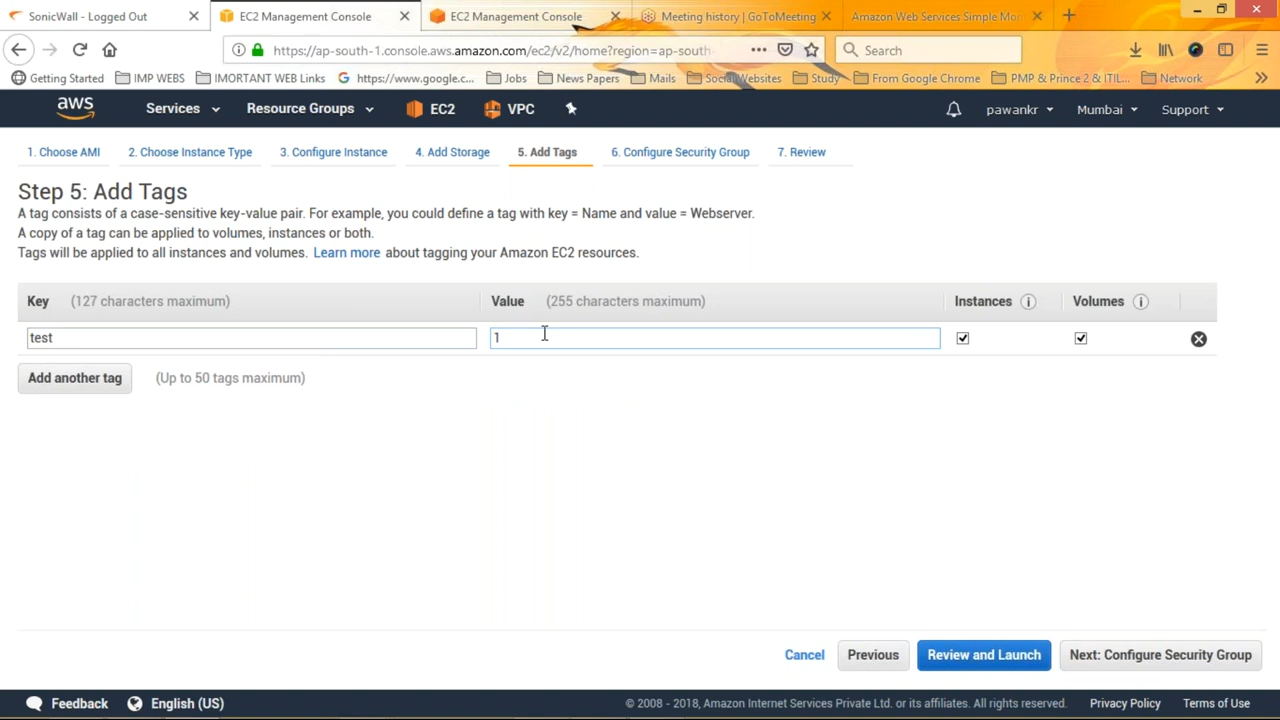 SonicWall - Logged Out
EC2 Management Console
EC2 Management Console
Meeting history | GoToMeeting
Amazon Web Services Simple Mon
https://ap-south-1.console.aws.amazon.com/ec2/v2/home?region=ap-south-
Search
Getting Started
IMP WEBS
IMORTANT WEB Links
https://www.google.c...
Jobs
News Papers
Mails
Social Websites
Study
From Google Chrome
PMP & Prince 2 & ITIL...
Network
aws
Services
Resource Groups
EC2
VPC
pawankr
Mumbai
Support
1. Choose AMI
2. Choose Instance Type
3. Configure Instance
4. Add Storage
5. Add Tags
6. Configure Security Group
7. Review
Step 5: Add Tags
A tag consists of a case-sensitive key-value pair. For example, you could define a tag with key = Name and value = Webserver.
A copy of a tag can be applied to volumes, instances or both.
Tags will be applied to all instances and volumes. Learn more about tagging your Amazon EC2 resources.
Key (127 characters maximum)
Value (255 characters maximum)
Instances
Volumes
test
1
Add another tag
(Up to 50 tags maximum)
Cancel
Previous
Review and Launch
Next: Configure Security Group
Feedback
English (US)
© 2008 - 2018, Amazon Internet Services Private Ltd. or its affiliates. All rights reserved.
Privacy Policy
Terms of Use